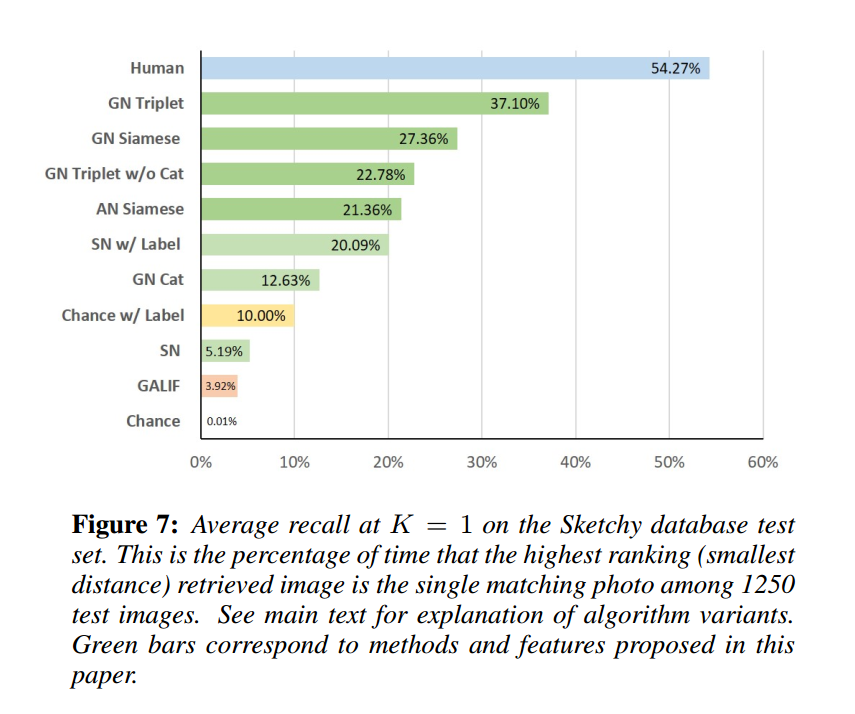 Human 54.27%
GN Triplet 37.10%
GN Siamese 27.36%
GN Triplet w/o Cat 22.78%
AN Siamese 21.36%
SN w/ Label 20.09%
GN Cat 12.63%
Chance w/ Label 10.00%
SN 5.19%
GALIF 3.92%
Chance 0.01%
0% 10% 20% 30% 40% 50% 60%
Figure 7: Average recall at K = 1 on the Sketchy database test
set. This is the percentage of time that the highest ranking (smallest
distance) retrieved image is the single matching photo among 1250
test images. See main text for explanation of algorithm variants.
Green bars correspond to methods and features proposed in this
paper.